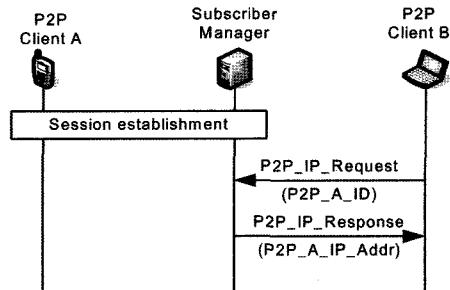 P2P
Client A
Subscriber
Manager
P2P
Client B
Session establishment
P2P_IP_Request
(P2P_A_ID)
P2P_IP_Response
(P2P_A_IP_Addr)